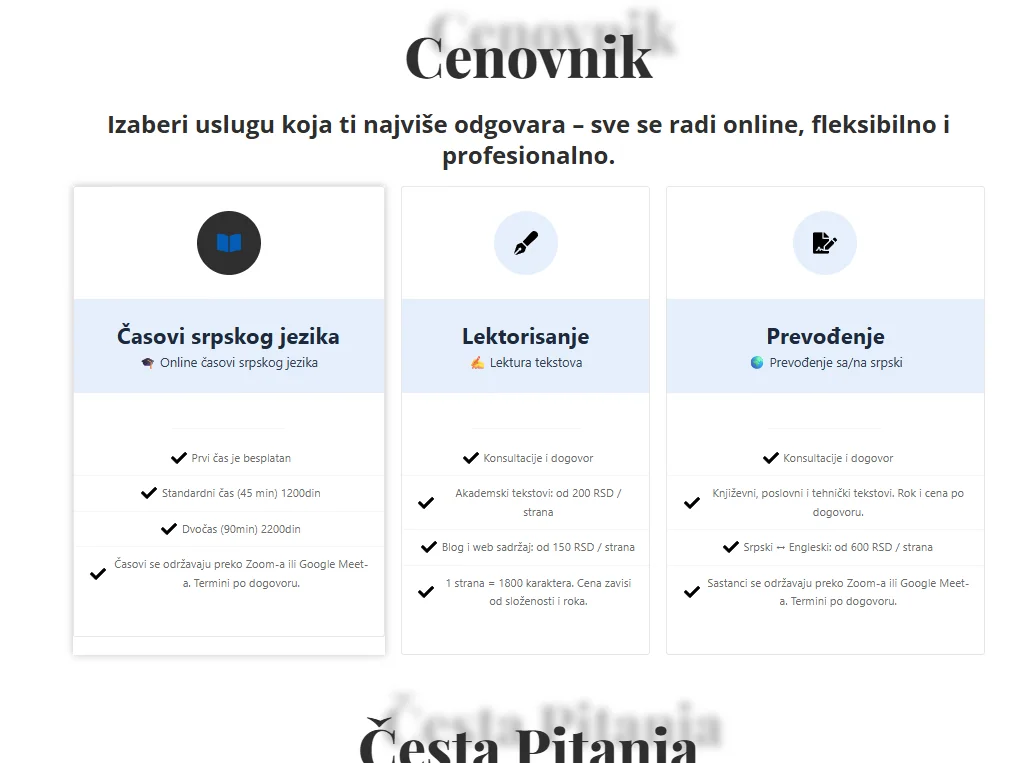 Cenovnik
Izaberi uslugu koja ti najviše odgovara – sve se radi online, fleksibilno i
profesionalno.
Časovi srpskog jezika
🎓 Online časovi srpskog jezika
Prvi čas je besplatan
Standardni čas (45 min) 1200din
Dvočas (90min) 2200din
Časovi se održavaju preko Zoom-a ili Google Meet-
a. Termini po dogovoru.
Lektorisanje
✍️ Lektura tekstova
Konsultacije i dogovor
Akademski tekstovi: od 200 RSD /
strana
Blog i web sadržaj: od 150 RSD / strana
1 strana = 1800 karaktera. Cena zavisi
od složenosti i roka.
Prevođenje
🌍 Prevođenje sa/na srpski
Konsultacije i dogovor
Književni, poslovni i tehnički tekstovi. Rok i cena po
dogovoru.
Srpski ↔ Engleski: od 600 RSD / strana
Sastanci se održavaju preko Zoom-a ili Google Meet-
a. Termini po dogovoru.
Česta Pitanja